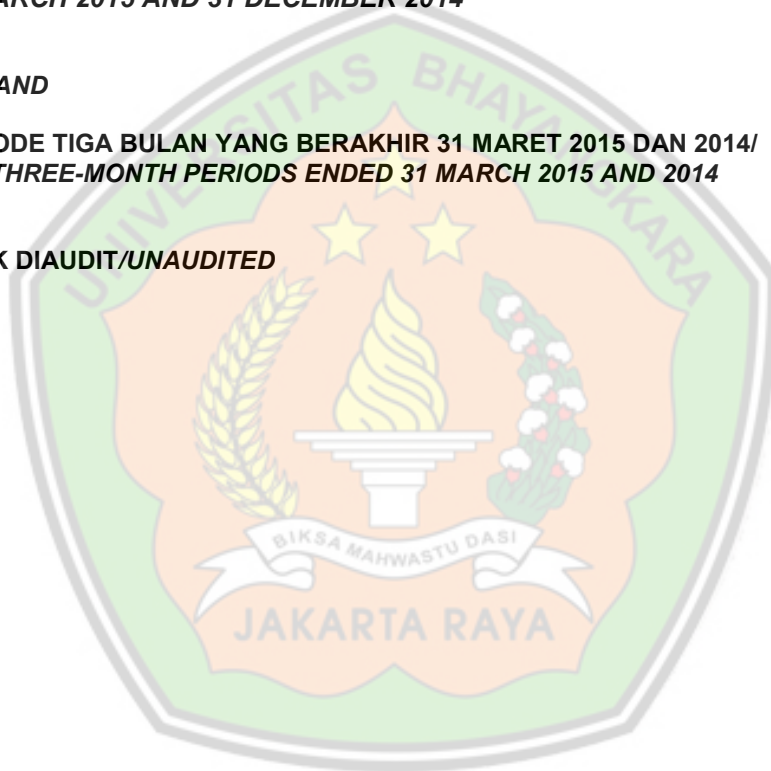 ARCH 2015 AND 31 DECEMBER 2014
AND
ODE TIGA BULAN YANG BERAKHIR 31 MARET 2015 DAN 2014/
THREE-MONTH PERIODS ENDED 31 MARCH 2015 AND 2014
K DIAUDIT/UNAUDITED
UNIVERSITAS BHAYANGKARA
BIKSA MAHWASTU DASI
JAKARTA RAYA